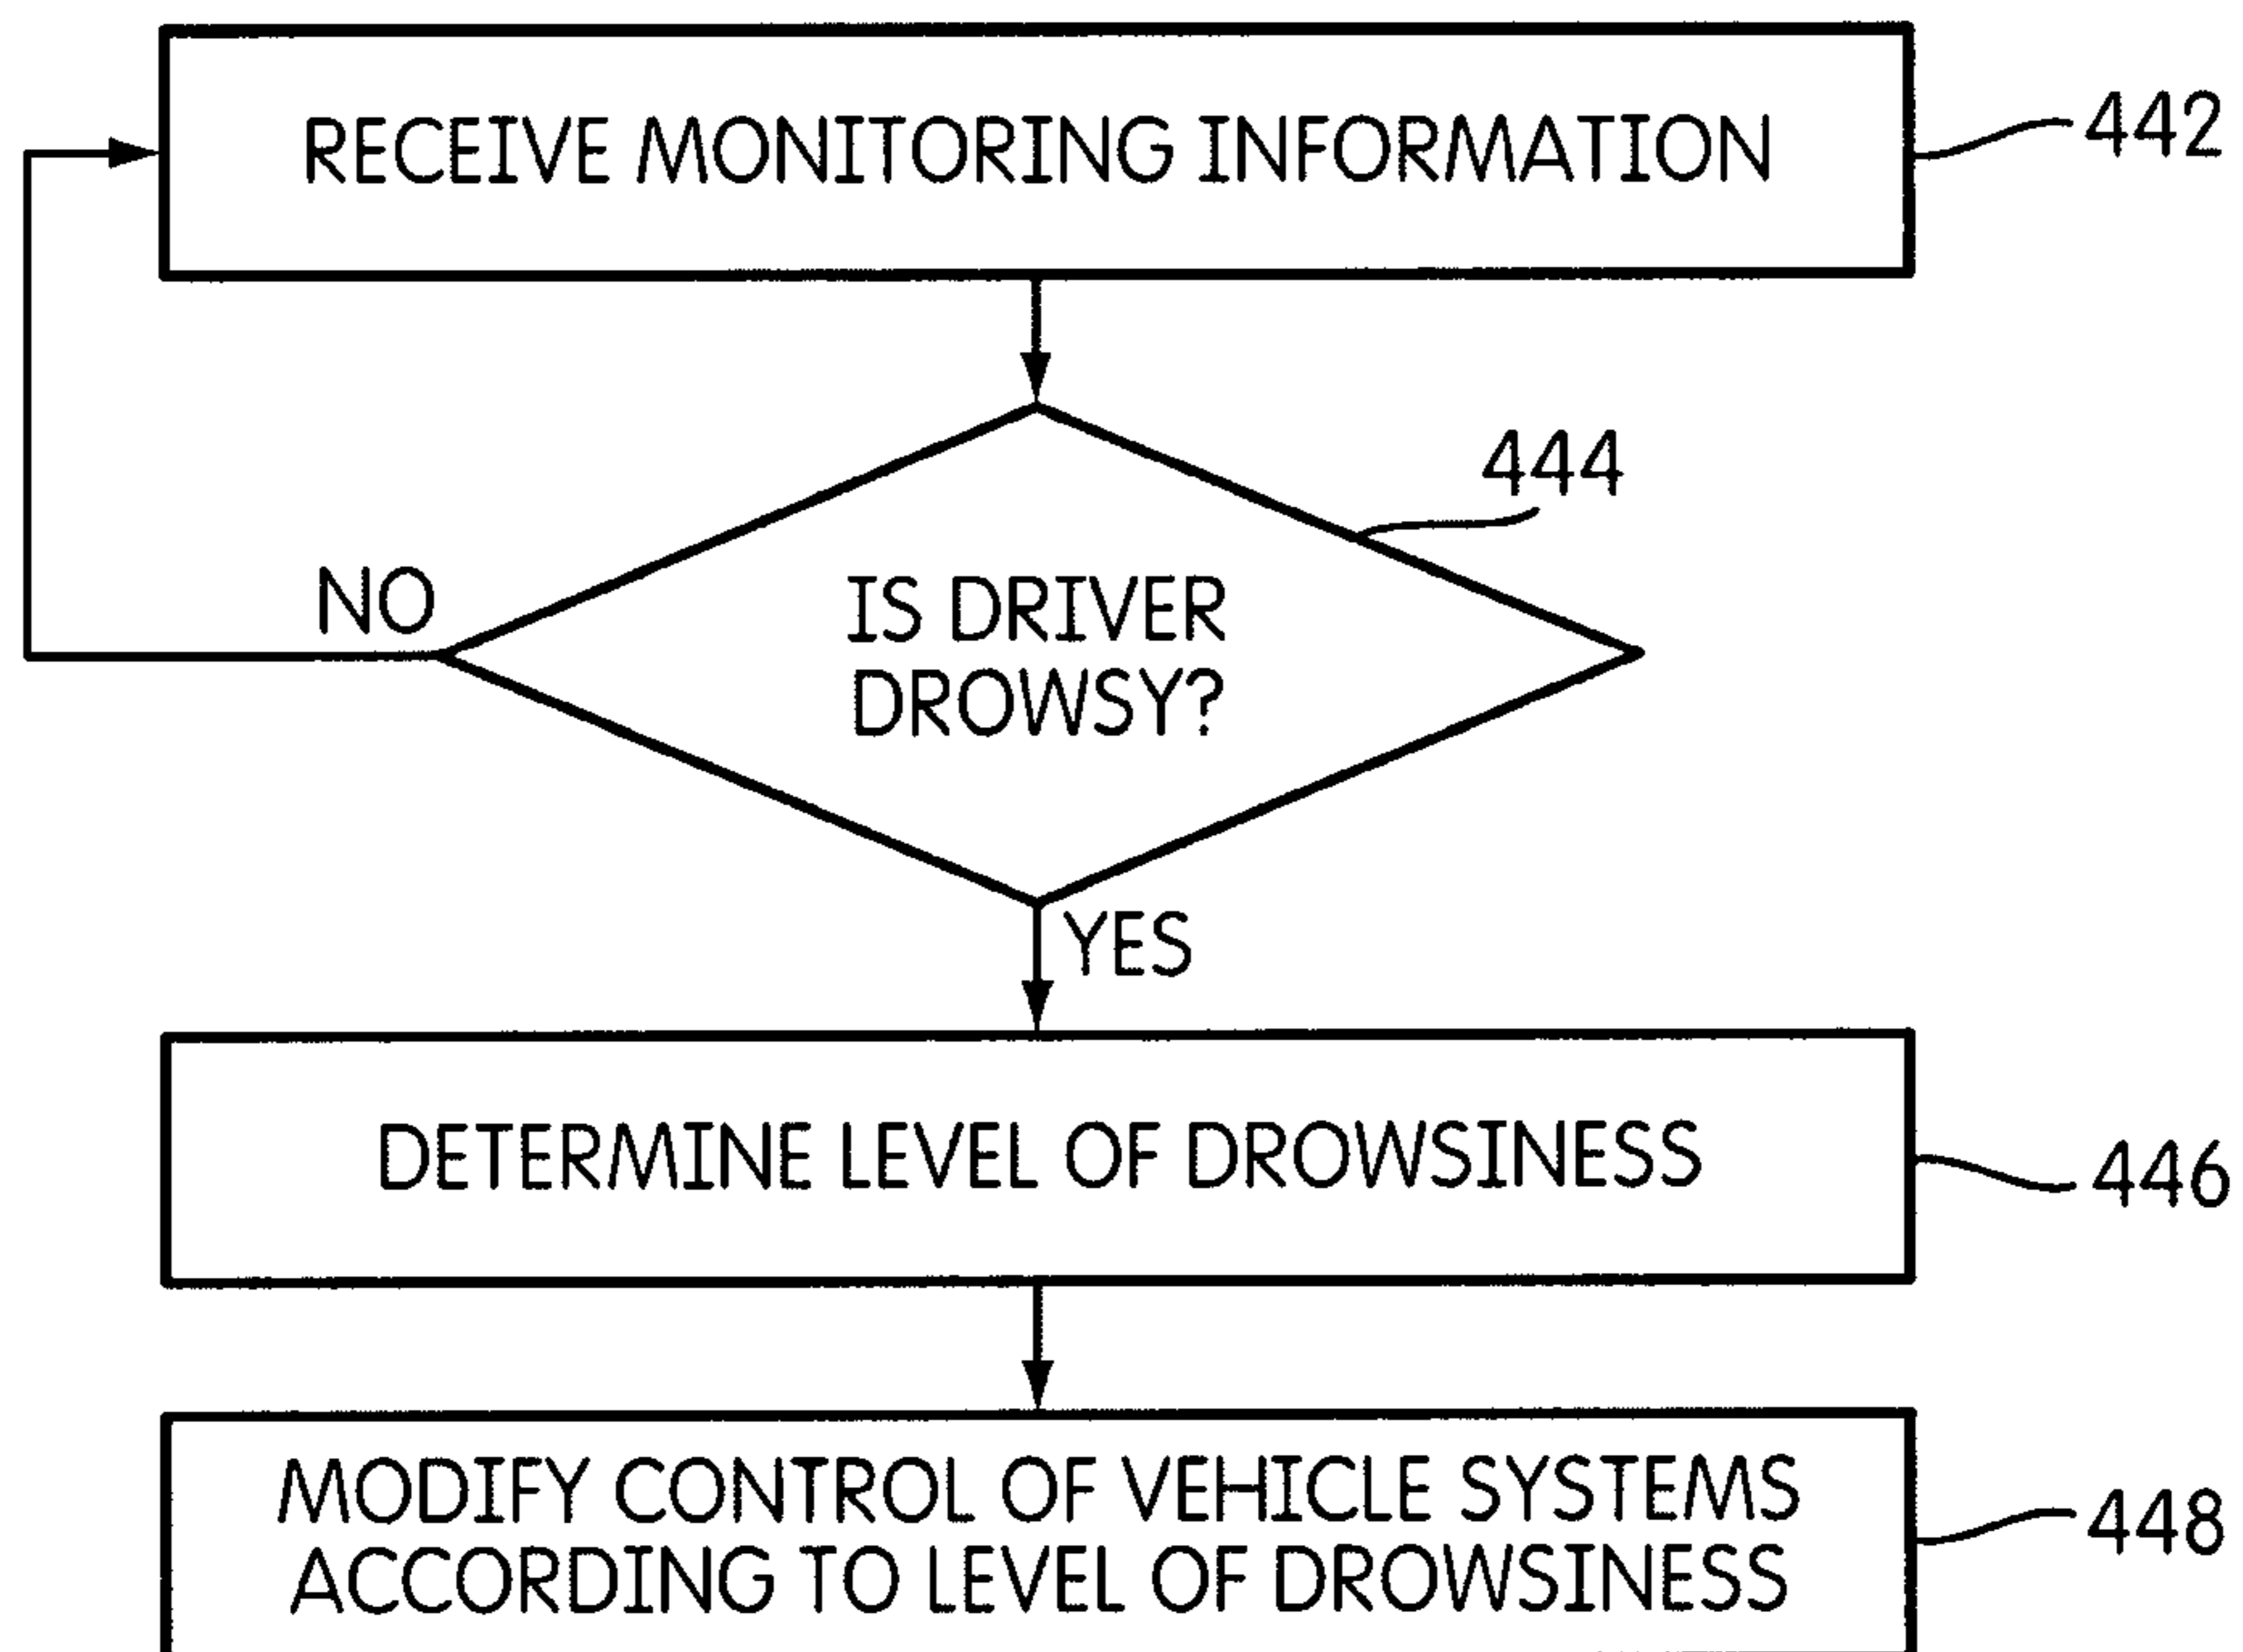 RECEIVE MONITORING INFORMATION
442
444
NO
IS DRIVER
DROWSY?
YES
DETERMINE LEVEL OF DROWSINESS
446
MODIFY CONTROL OF VEHICLE SYSTEMS
ACCORDING TO LEVEL OF DROWSINESS
448